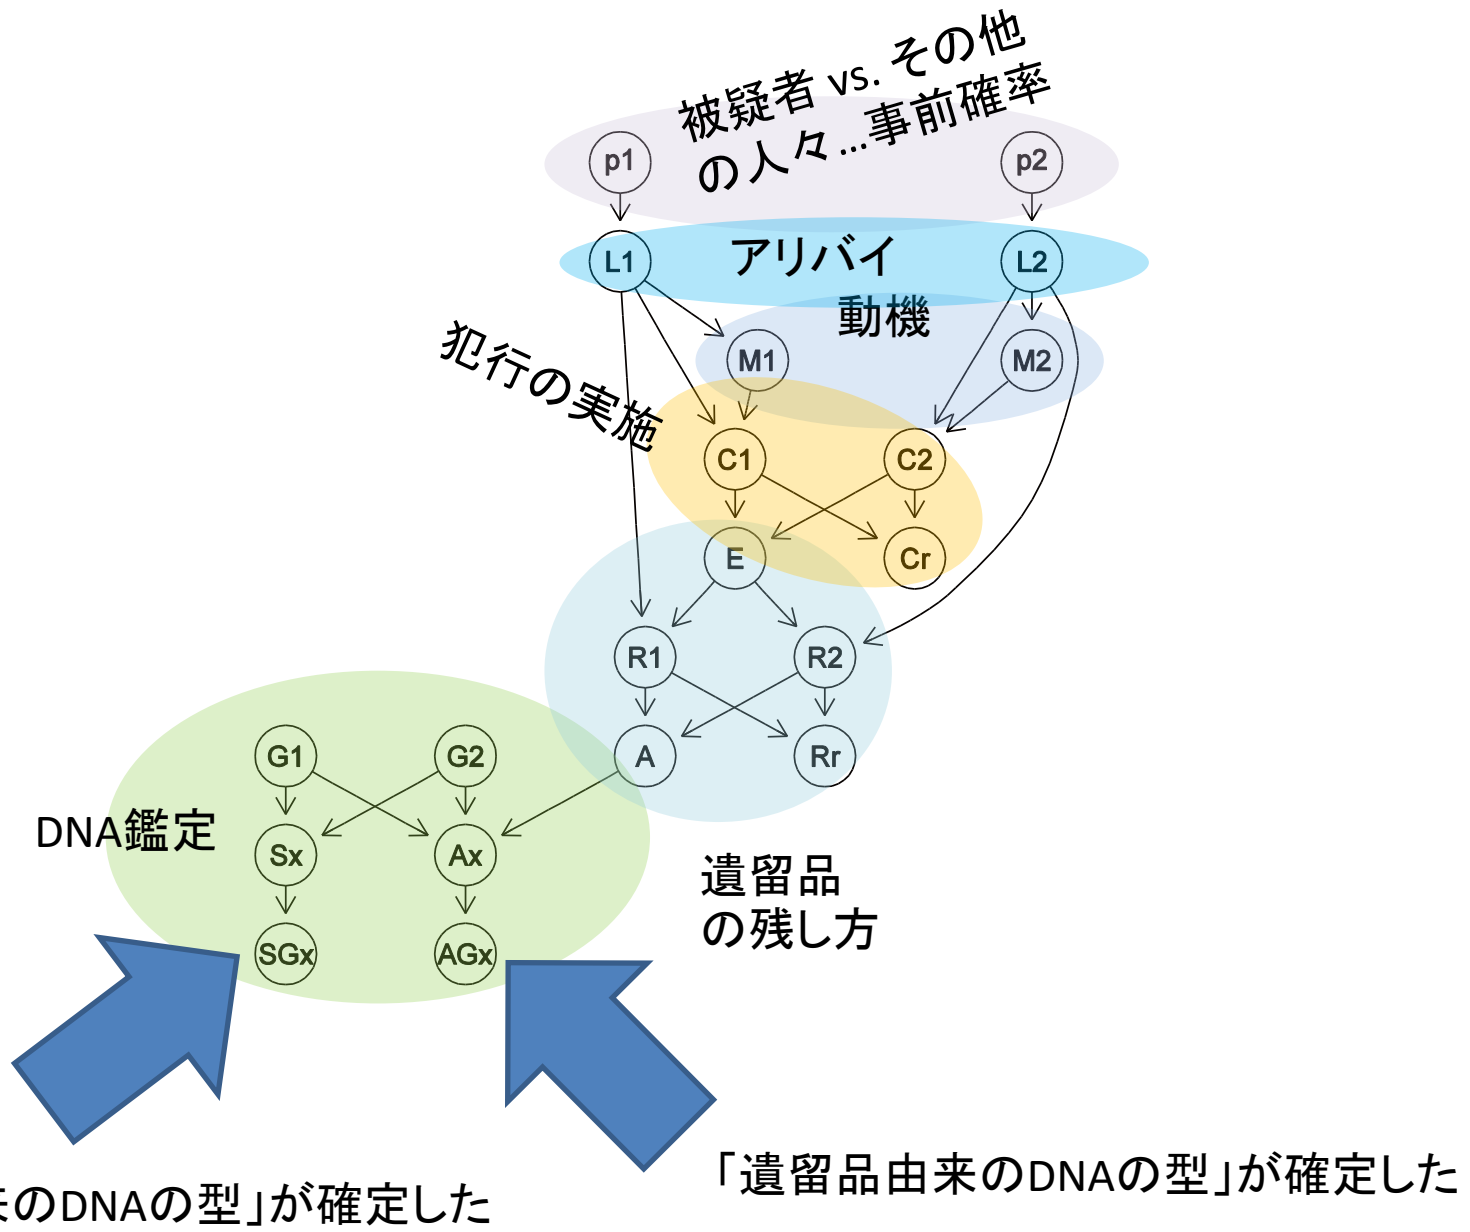 被疑者 vs. その他
の人々…事前確率
p1
p2
L1
アリバイ
L2
動機
M1
M2
犯行の実施
C1
C2
E
Cr
R1
R2
G1
G2
A
Rr
DNA鑑定
Sx
Ax
遺留品
の残し方
SGx
AGx
「遺留品由来のDNAの型」が確定した
のDNAの型」が確定した